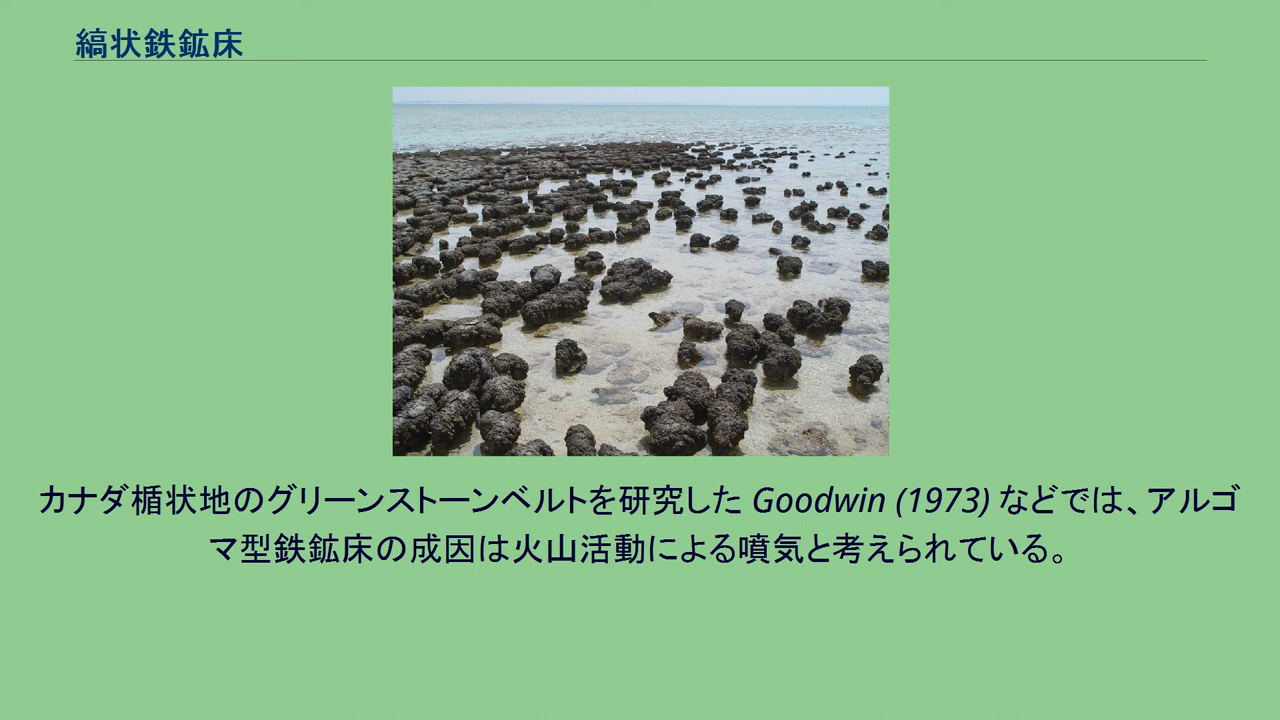 縞状鉄鉱床
カナダ楯状地のグリーンストーンベルトを研究した Goodwin (1973) などでは、アルゴ
マ型鉄鉱床の成因は火山活動による噴気と考えられている。